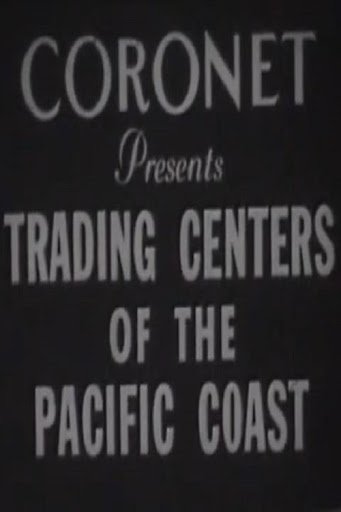 CORONET
Presents
TRADING CENTERS
OF THE
PACIFIC COAST